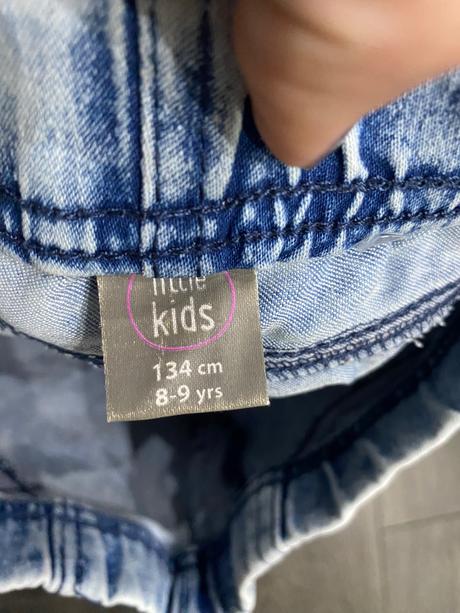 little
kids
134 cm
8-9 yrs